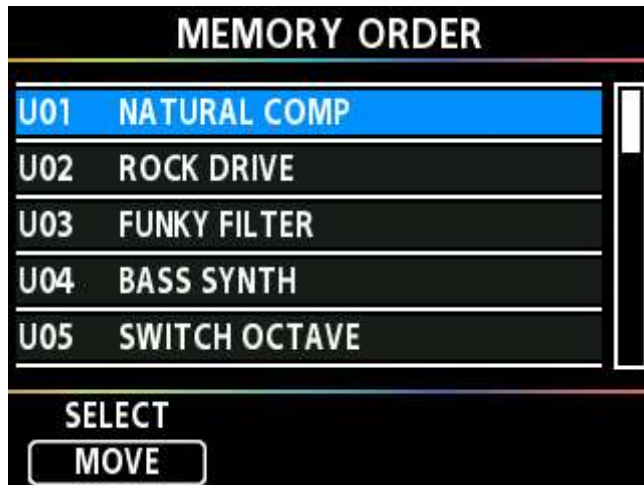 MEMORY ORDER
U01 NATURAL COMP
U02 ROCK DRIVE
U03 FUNKY FILTER
U04 BASS SYNTH
U05 SWITCH OCTAVE
SELECT
MOVE